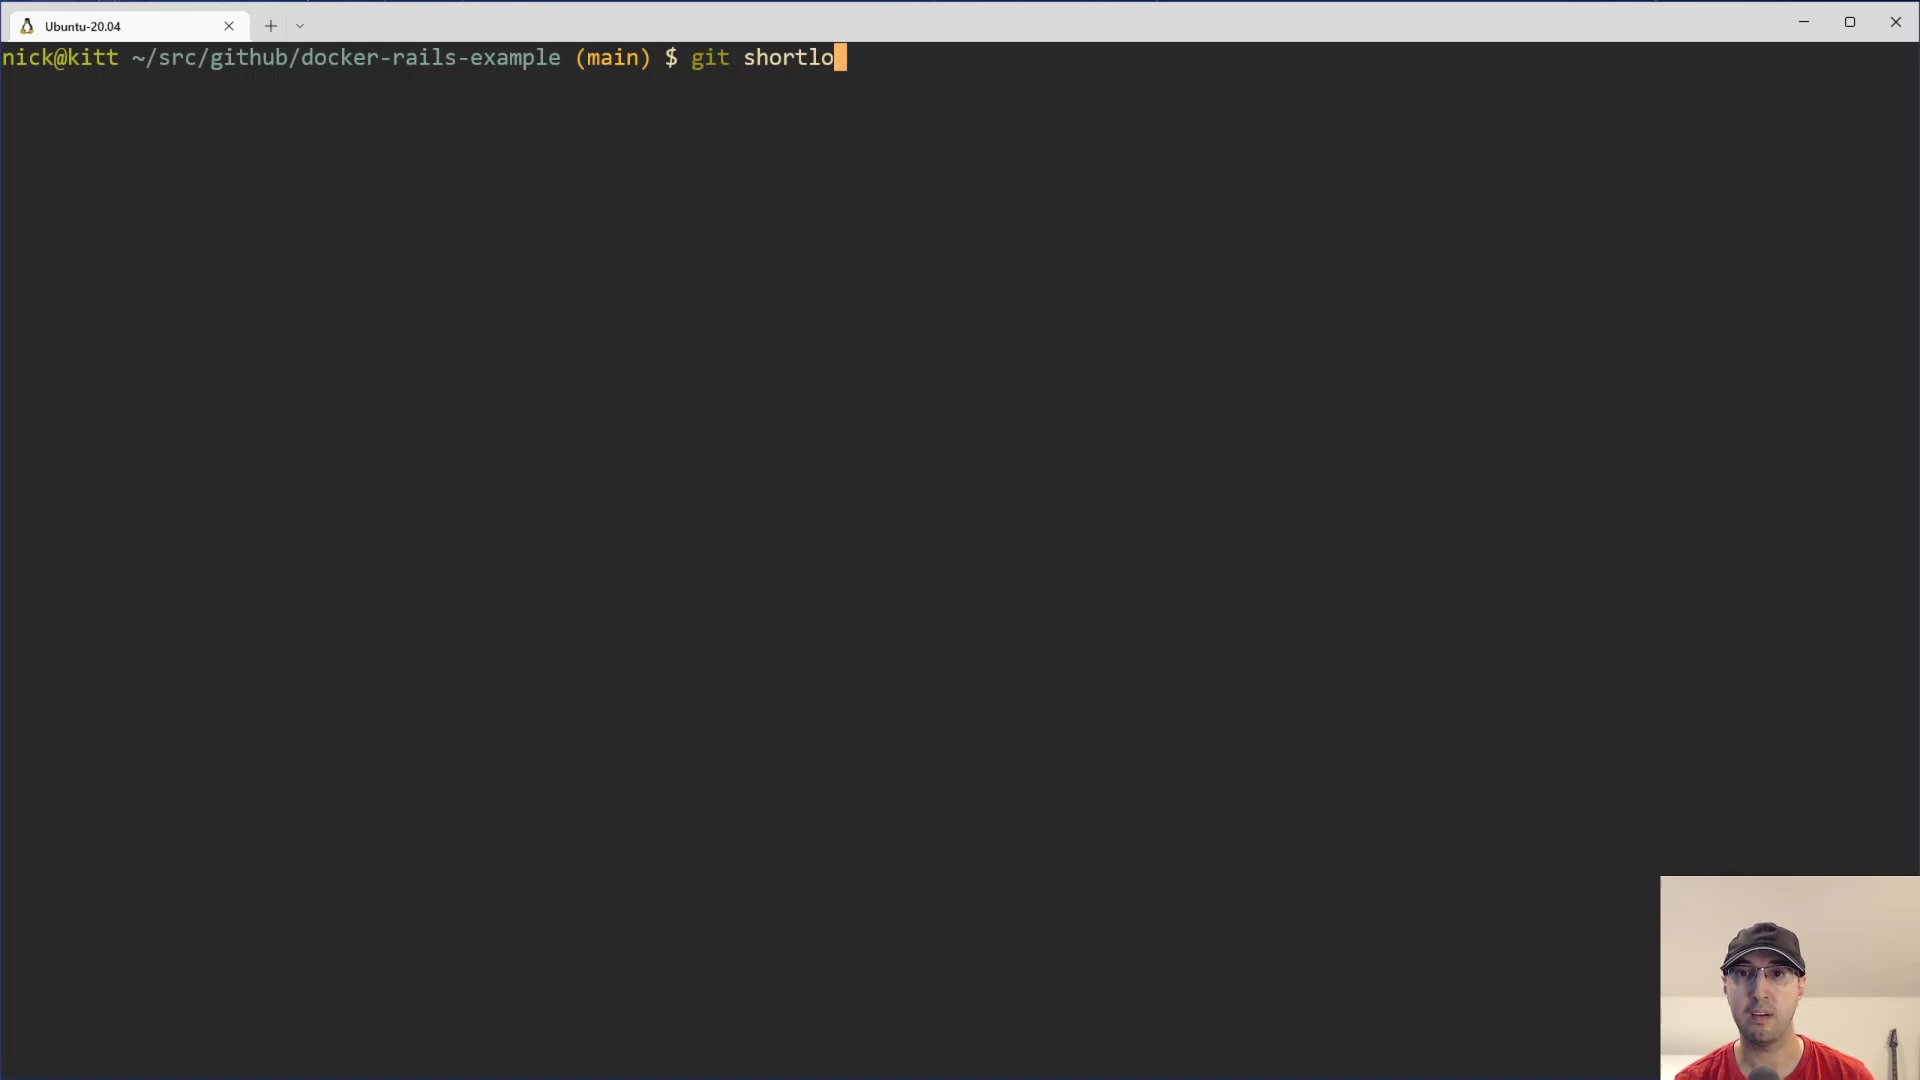 Ubuntu-20.04
nick@kitt ~/src/github/docker-rails-example (main) $ git shortlo